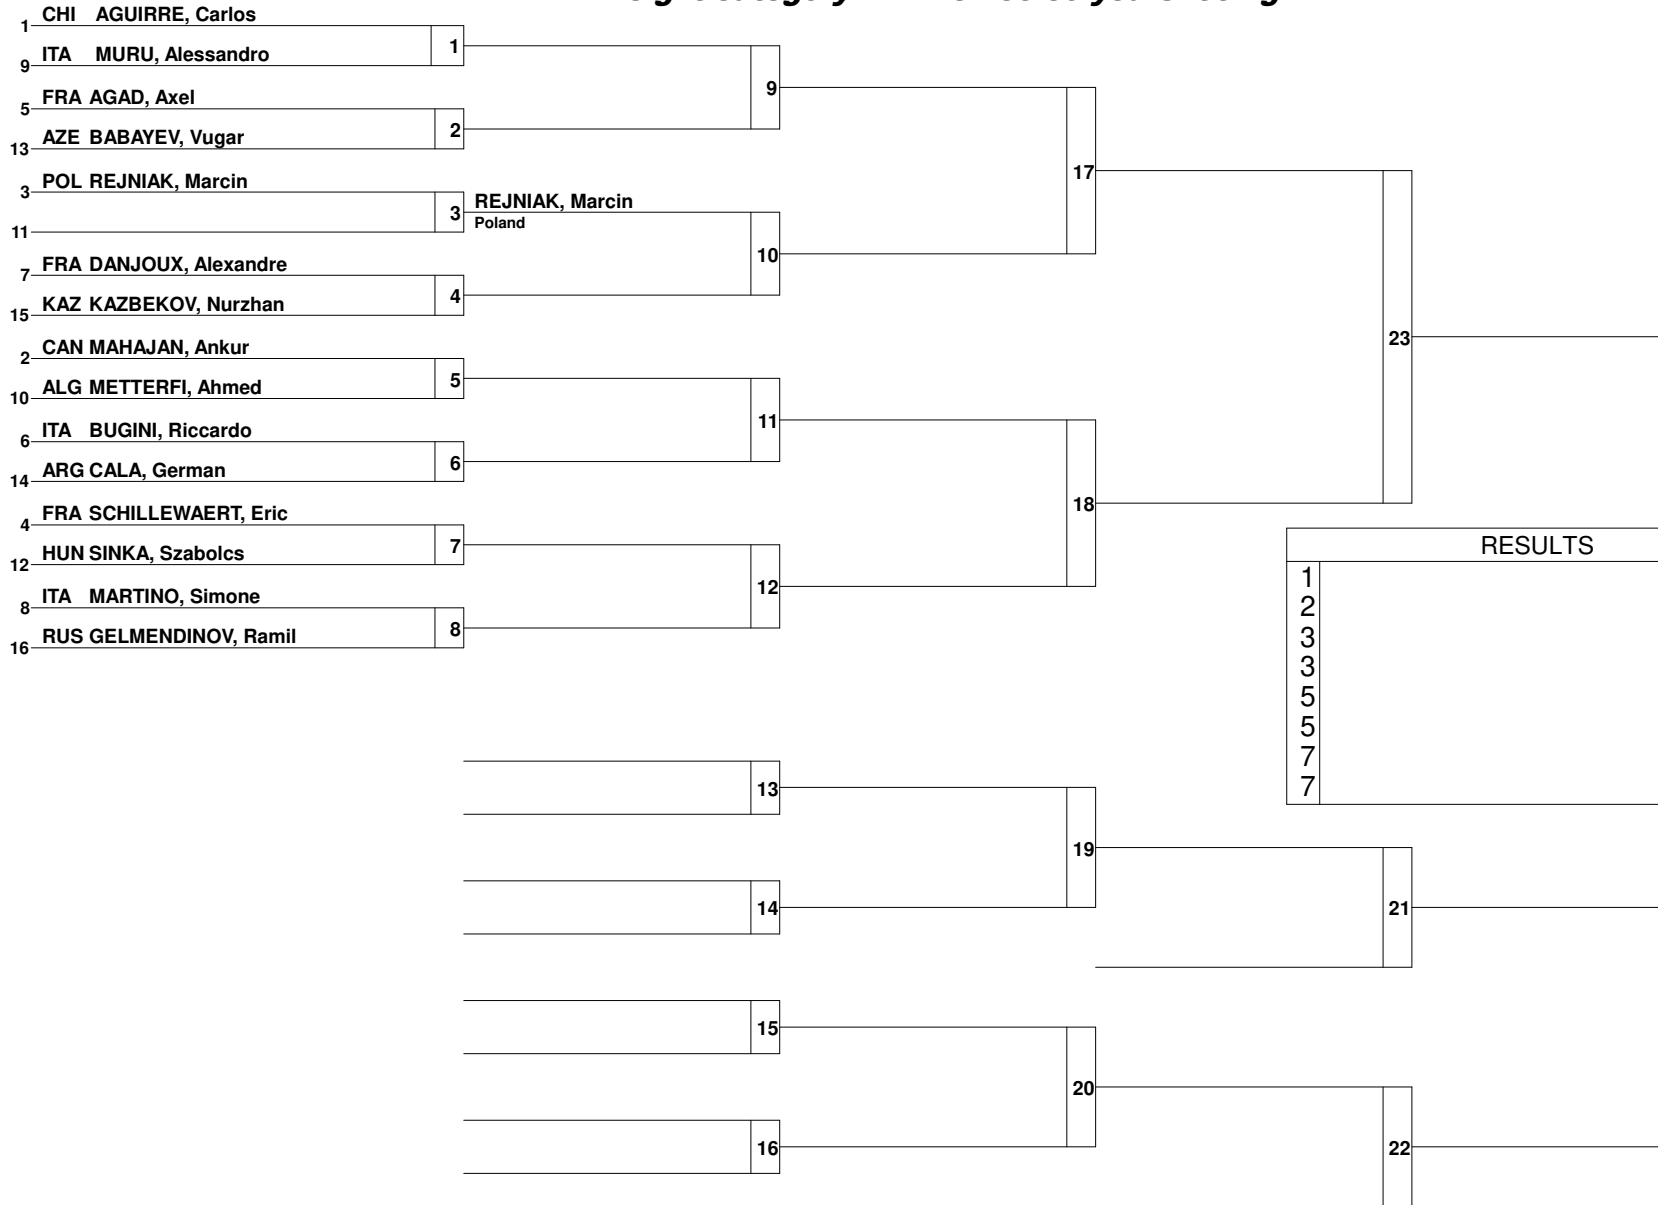 1 CHI AGUIRRE, Carlos
1
9 ITA MURU, Alessandro
9
5 FRA AGAD, Axel
2
13 AZE BABAYEV, Vugar
17
3 POL REJNIAK, Marcin
3 REJNIAK, Marcin
Poland
11
10
7 FRA DANJOUX, Alexandre
4
15 KAZ KAZBEKOV, Nurzhan
23
2 CAN MAHAJAN, Ankur
5
10 ALG METTERFI, Ahmed
11
6 ITA BUGINI, Riccardo
6
14 ARG CALA, German
18
4 FRA SCHILLEWAERT, Eric
7
12 HUN SINKA, Szabolcs
12
8 ITA MARTINO, Simone
8
16 RUS GELMENDINOV, Ramil
RESULTS
1
2
3
3
5
5
7
7
13
19
14
21
15
20
16
22